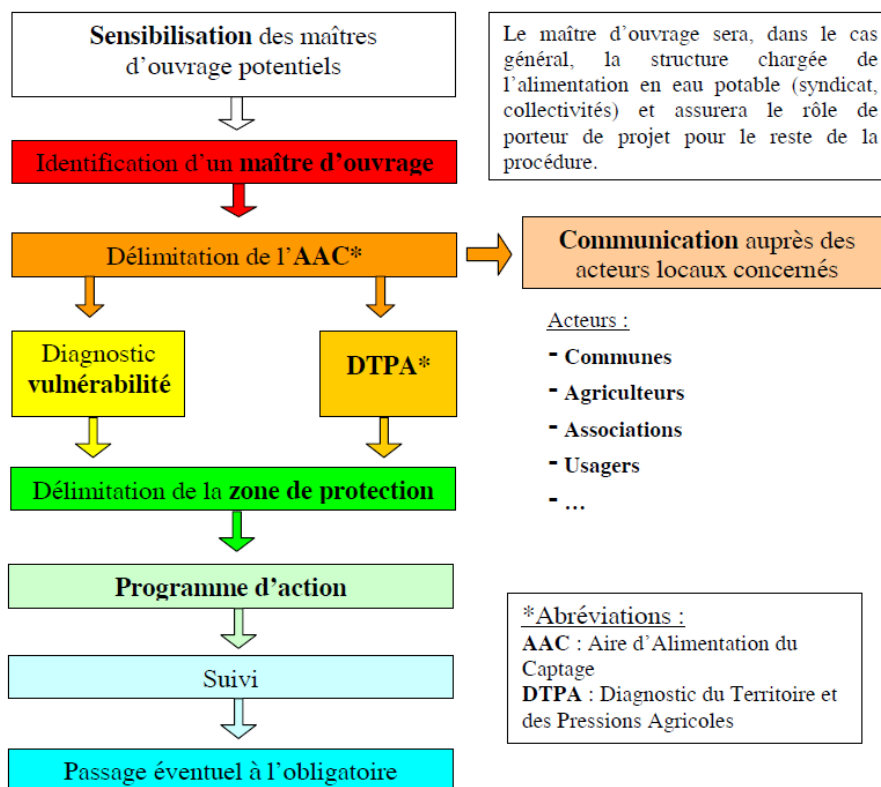 Sensibilisation des maîtres
d'ouvrage potentiels
Le maître d'ouvrage sera, dans le cas
général, la structure chargée de
l'alimentation en eau potable (syndicat,
collectivités) et assurera le rôle de
porteur de projet pour le reste de la
procédure.
Identification d'un maître d'ouvrage
Délimitation de l'AAC*
Communication auprès des
acteurs locaux concernés
Diagnostic
vulnérabilité
DTPA*
Acteurs :
- Communes
- Agriculteurs
- Associations
- Usagers
- ...
Délimitation de la zone de protection
Programme d'action
Suivi
Passage éventuel à l'obligatoire
*Abréviations :
AAC : Aire d'Alimentation du
Captage
DTPA : Diagnostic du Territoire et
des Pressions Agricoles